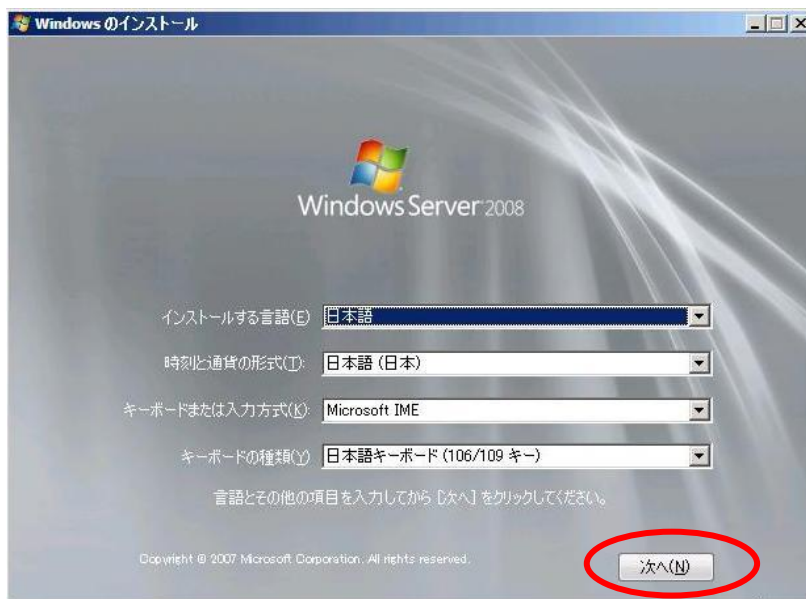 Windows のインストール
Windows Server 2008
インストールする言語(E) 日本語
時刻と通貨の形式(T): 日本語 (日本)
キーボードまたは入力方式(K): Microsoft IME
キーボードの種類(Y) 日本語キーボード (106/109 キー)
言語とその他の項目を入力してから [次へ] をクリックしてください。
Copyright © 2007 Microsoft Corporation. All rights reserved.
次へ(N)